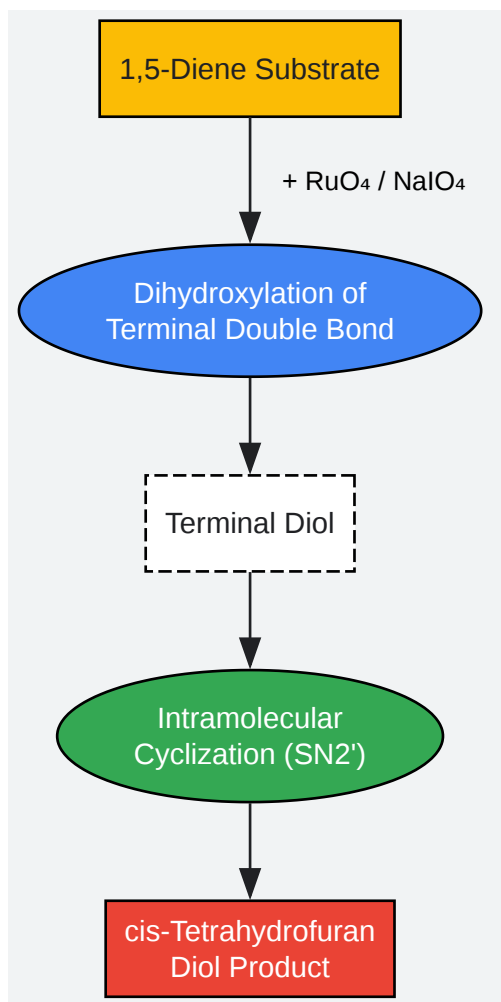 1,5-Diene Substrate
+ RuO₄ / NaIO₄
Dihydroxylation of
Terminal Double Bond
Terminal Diol
Intramolecular
Cyclization (SN2')
cis-Tetrahydrofuran
Diol Product